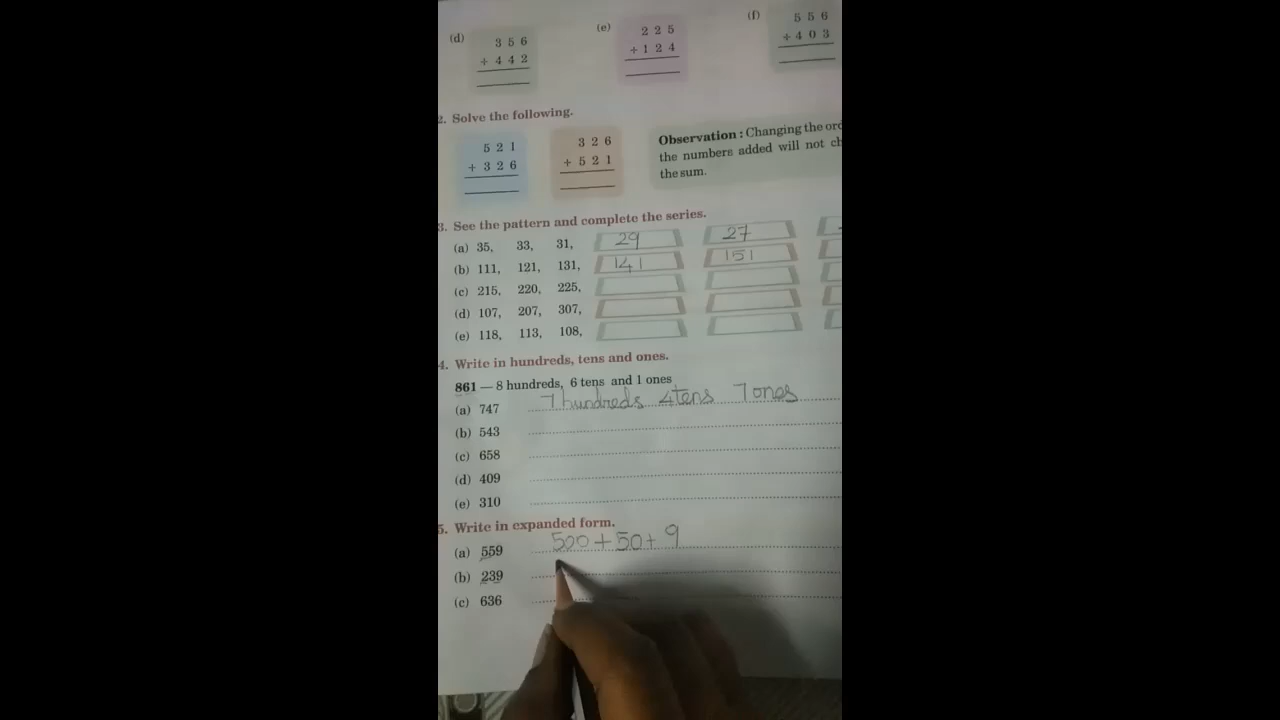 (d) 356 (e) 225 (f) 556
+ 442 + 124 + 403
2. Solve the following.
521 326 Observation : Changing the
+ 326 + 521 the numbers added will not
the sum.
3. See the pattern and complete the series.
(a) 35, 33, 31, 29 27
(b) 111, 121, 131, 141 151
(c) 215, 220, 225,
(d) 107, 207, 307,
(e) 118, 113, 108,
4. Write in hundreds, tens and ones.
861 — 8 hundreds, 6 tens and 1 ones
(a) 747 7 hundreds 4 tens 7 ones
(b) 543
(c) 658
(d) 409
(e) 310
5. Write in expanded form.
(a) 559 500 + 50 + 9
(b) 239
(c) 636